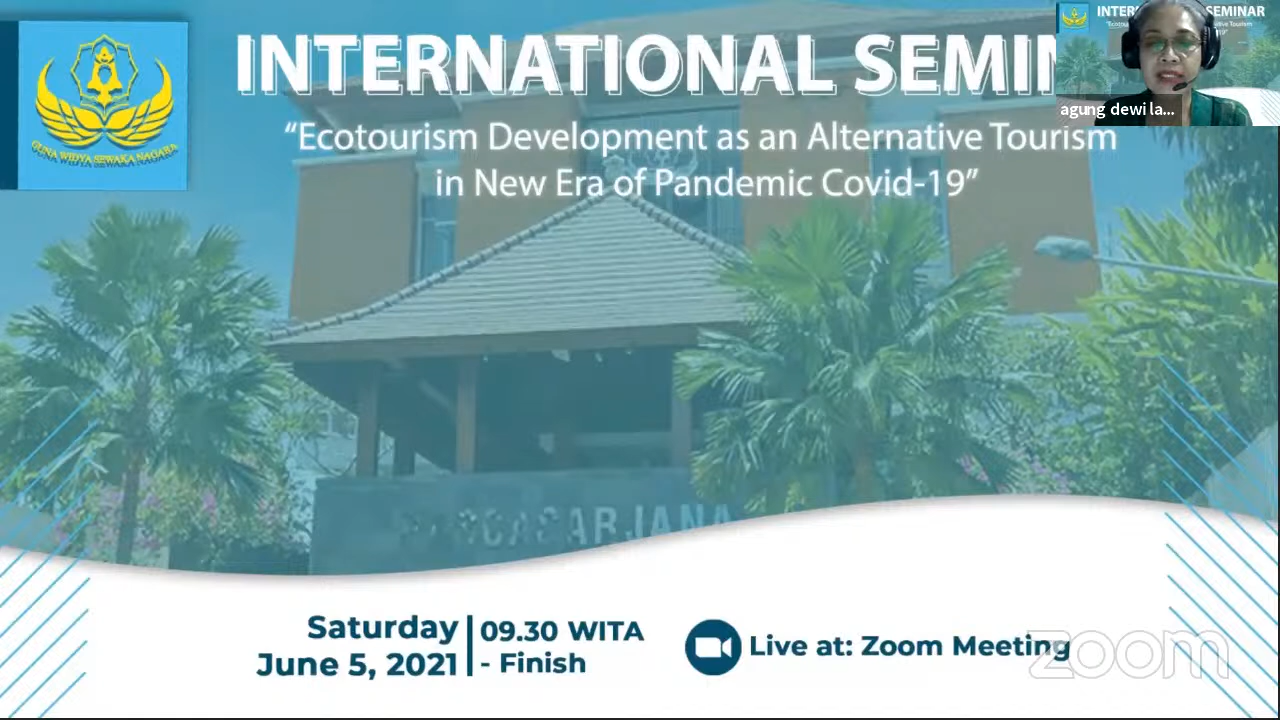 INTERNATIONAL SEMIN
“Ecotourism Development as an Alternative Tourism
in New Era of Pandemic Covid-19”
GUNA WIDYA SEWAKA NAGARA
SEMINAR
agung dewi la...
PASCASARJANA
Saturday
June 5, 2021
09.30 WITA
- Finish
Live at: Zoom Meeting
zoom